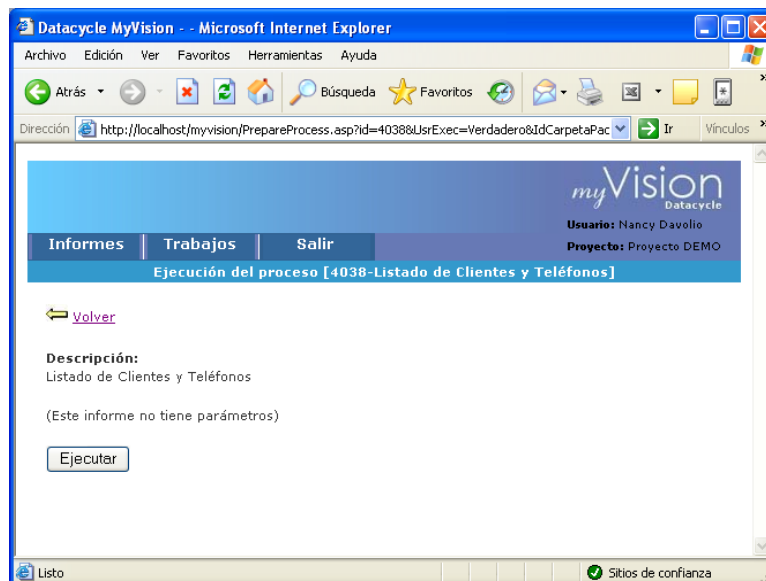 Datacycle MyVision - - Microsoft Internet Explorer
Archivo Edición Ver Favoritos Herramientas Ayuda
Atrás Búsqueda Favoritos
Dirección http://localhost/myvision/PrepareProcess.asp?id=4038&UsrExec=Verdadero&IdCarpetaPac Ir Vínculos
myVision
Datacycle
Usuario: Nancy Davolio
Informes Trabajos Salir Proyecto: Proyecto DEMO
Ejecución del proceso [4038-Listado de Clientes y Teléfonos]
Volver
Descripción:
Listado de Clientes y Teléfonos
(Este informe no tiene parámetros)
Ejecutar
Listo Sitios de confianza